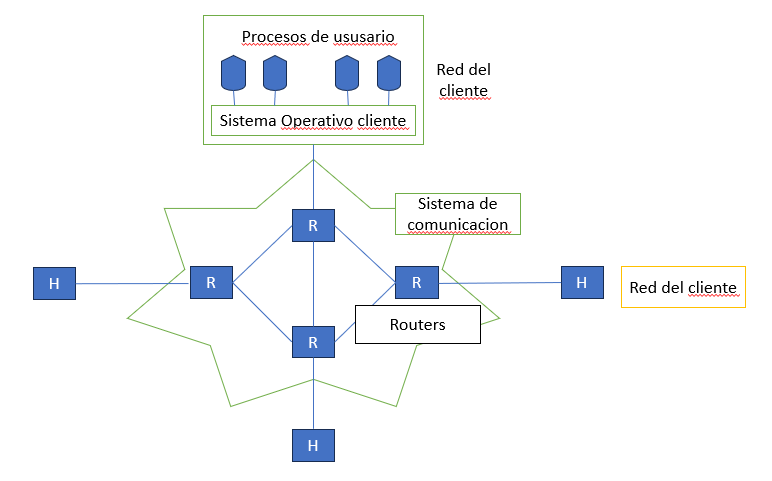 Procesos de ususario
Red del
cliente
Sistema Operativo cliente
Sistema de
comunicacion
R
H
R
R
H
Red del cliente
Routers
R
H